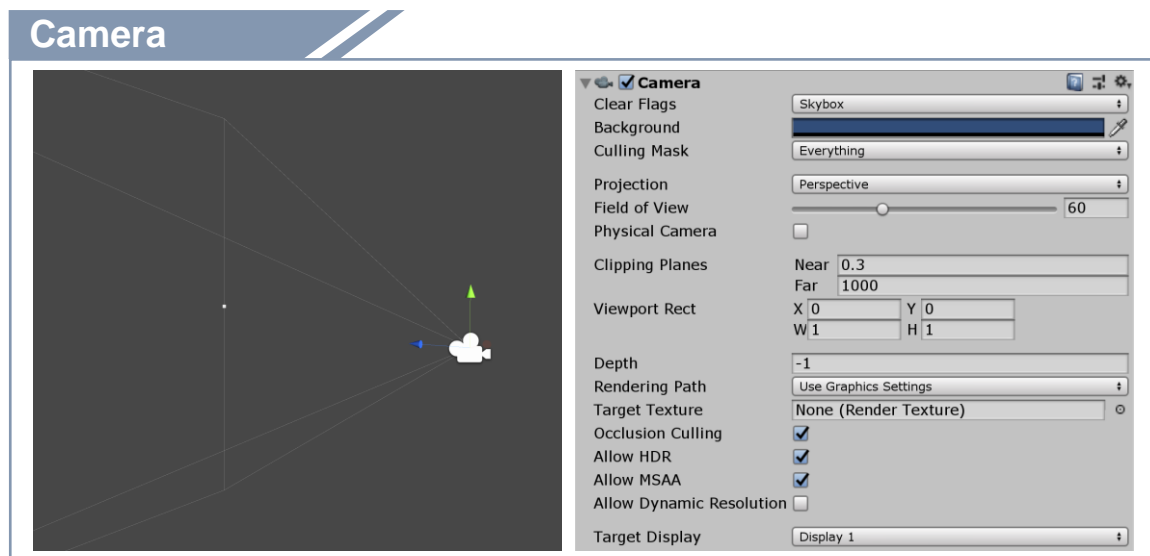 Camera
Camera
Clear Flags Skybox
Background
Culling Mask Everything
Projection Perspective
Field of View 60
Physical Camera
Clipping Planes Near 0.3
Far 1000
Viewport Rect X 0 Y 0
W 1 H 1
Depth -1
Rendering Path Use Graphics Settings
Target Texture None (Render Texture)
Occlusion Culling
Allow HDR
Allow MSAA
Allow Dynamic Resolution
Target Display Display 1